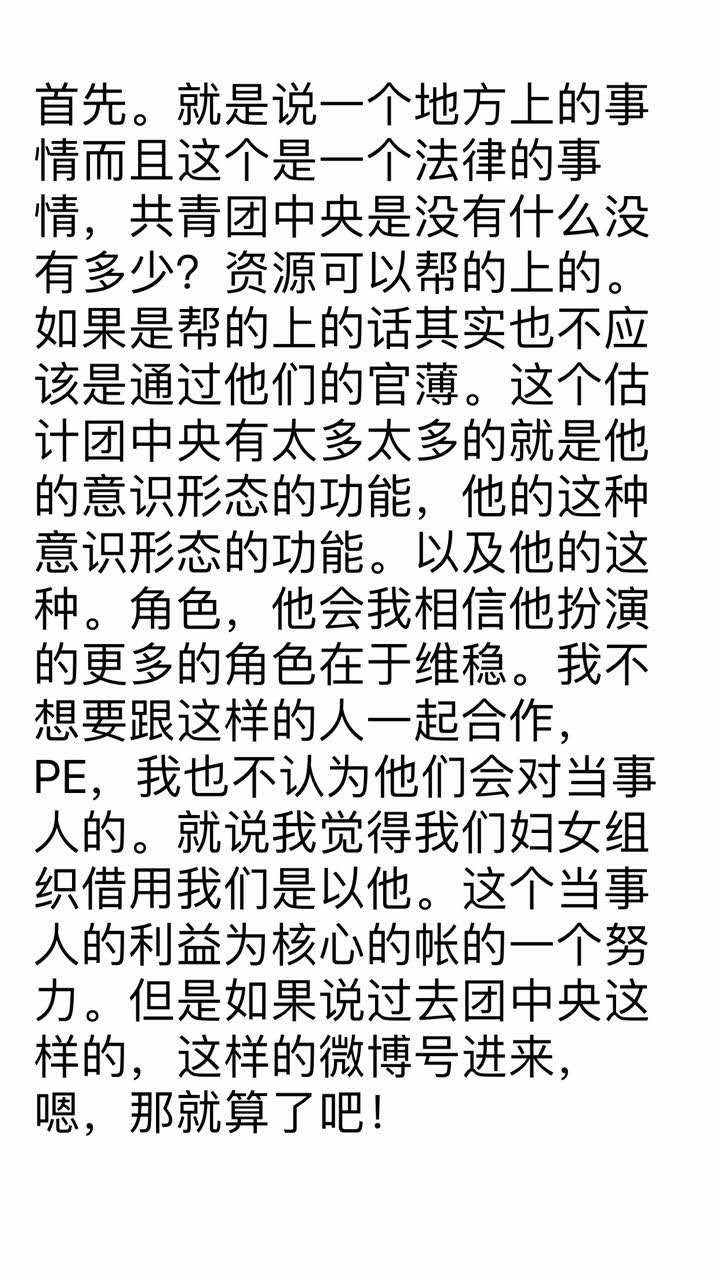 首先。就是说一个地方上的事
情而且这个是一个法律的事
情，共青团中央是没有什么没
有多少？资源可以帮的上的。
如果是帮的上的话其实也不应
该是通过他们的官薄。这个估
计团中央有太多太多的就是他
的意识形态的功能，他的这种
意识形态的功能。以及他的这
种。角色，他会我相信他扮演
的更多的角色在于维稳。我不
想要跟这样的人一起合作，
PE，我也不认为他们会对当事
人的。就说我觉得我们妇女组
织借用我们是以他。这个当事
人的利益为核心的帐的一个努
力。但是如果说过去团中央这
样的，这样的微博号进来，
嗯，那就算了吧！